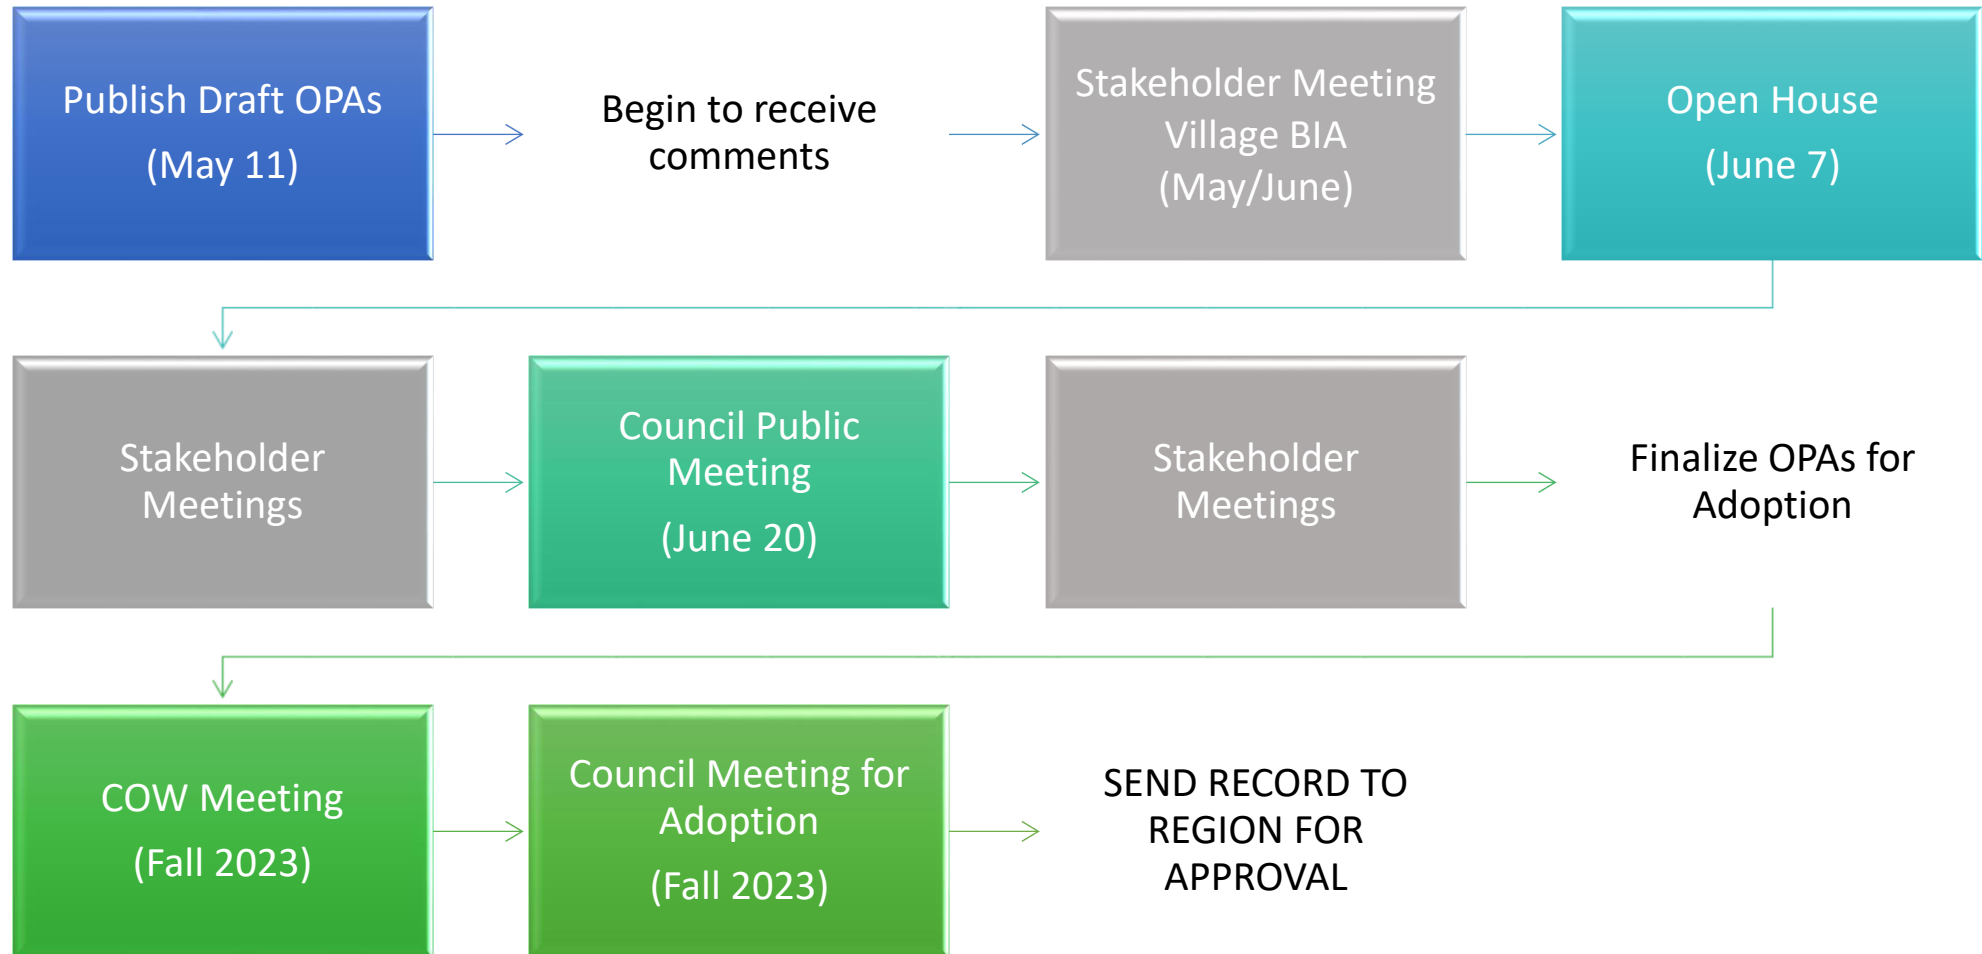 Publish Draft OPAs
(May 11)
Begin to receive
comments
Stakeholder Meeting
Village BIA
(May/June)
Open House
(June 7)
Stakeholder
Meetings
Council Public
Meeting
(June 20)
Stakeholder
Meetings
Finalize OPAs for
Adoption
COW Meeting
(Fall 2023)
Council Meeting for
Adoption
(Fall 2023)
SEND RECORD TO
REGION FOR
APPROVAL